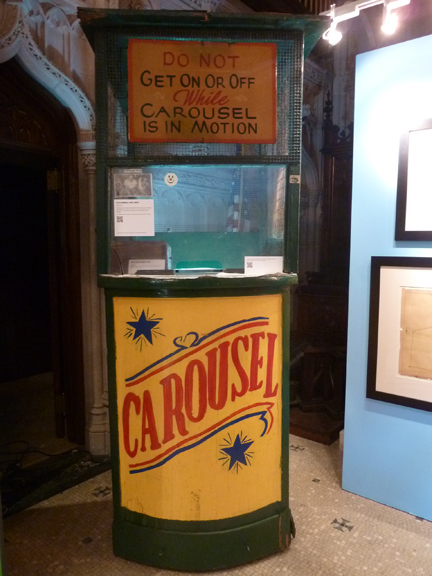 DO NOT
GET ON OR OFF
While
CAROUSEL
IS IN MOTION
CAROUSEL